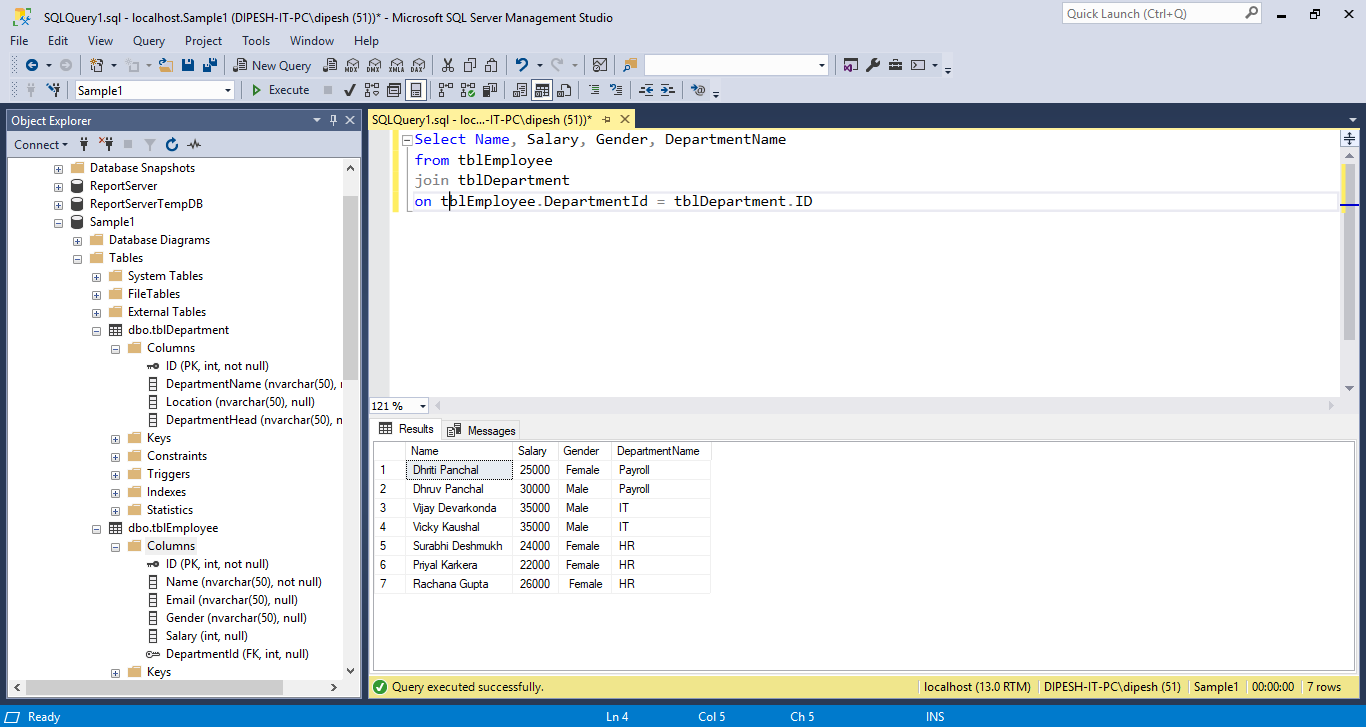 SQLQuery1.sql - localhost.Sample1 (DIPESH-IT-PC\dipesh (51))* - Microsoft SQL Server Management Studio
Quick Launch (Ctrl+Q)
File Edit View Query Project Tools Window Help
New Query MDX DMX XMLA DAX
Sample1 Execute
Object Explorer
SQLQuery1.sql - loc...-IT-PC\dipesh (51))*
Connect
Database Snapshots
ReportServer
ReportServerTempDB
Sample1
Database Diagrams
Tables
System Tables
FileTables
External Tables
dbo.tblDepartment
Columns
ID (PK, int, not null)
DepartmentName (nvarchar(50), n
Location (nvarchar(50), null)
DepartmentHead (nvarchar(50), n
Keys
Constraints
Triggers
Indexes
Statistics
dbo.tblEmployee
Columns
ID (PK, int, not null)
Name (nvarchar(50), not null)
Email (nvarchar(50), null)
Gender (nvarchar(50), null)
Salary (int, null)
DepartmentId (FK, int, null)
Keys
Select Name, Salary, Gender, DepartmentName
from tblEmployee
join tblDepartment
on tblEmployee.DepartmentId = tblDepartment.ID
121 %
Results Messages
Name Salary Gender DepartmentName
1 Dhriti Panchal 25000 Female Payroll
2 Dhruv Panchal 30000 Male Payroll
3 Vijay Devarkonda 35000 Male IT
4 Vicky Kaushal 35000 Male IT
5 Surabhi Deshmukh 24000 Female HR
6 Priyal Karkera 22000 Female HR
7 Rachana Gupta 26000 Female HR
Query executed successfully. localhost (13.0 RTM) DIPESH-IT-PC\dipesh (51) Sample1 00:00:00 7 rows
Ready Ln 4 Col 5 Ch 5 INS